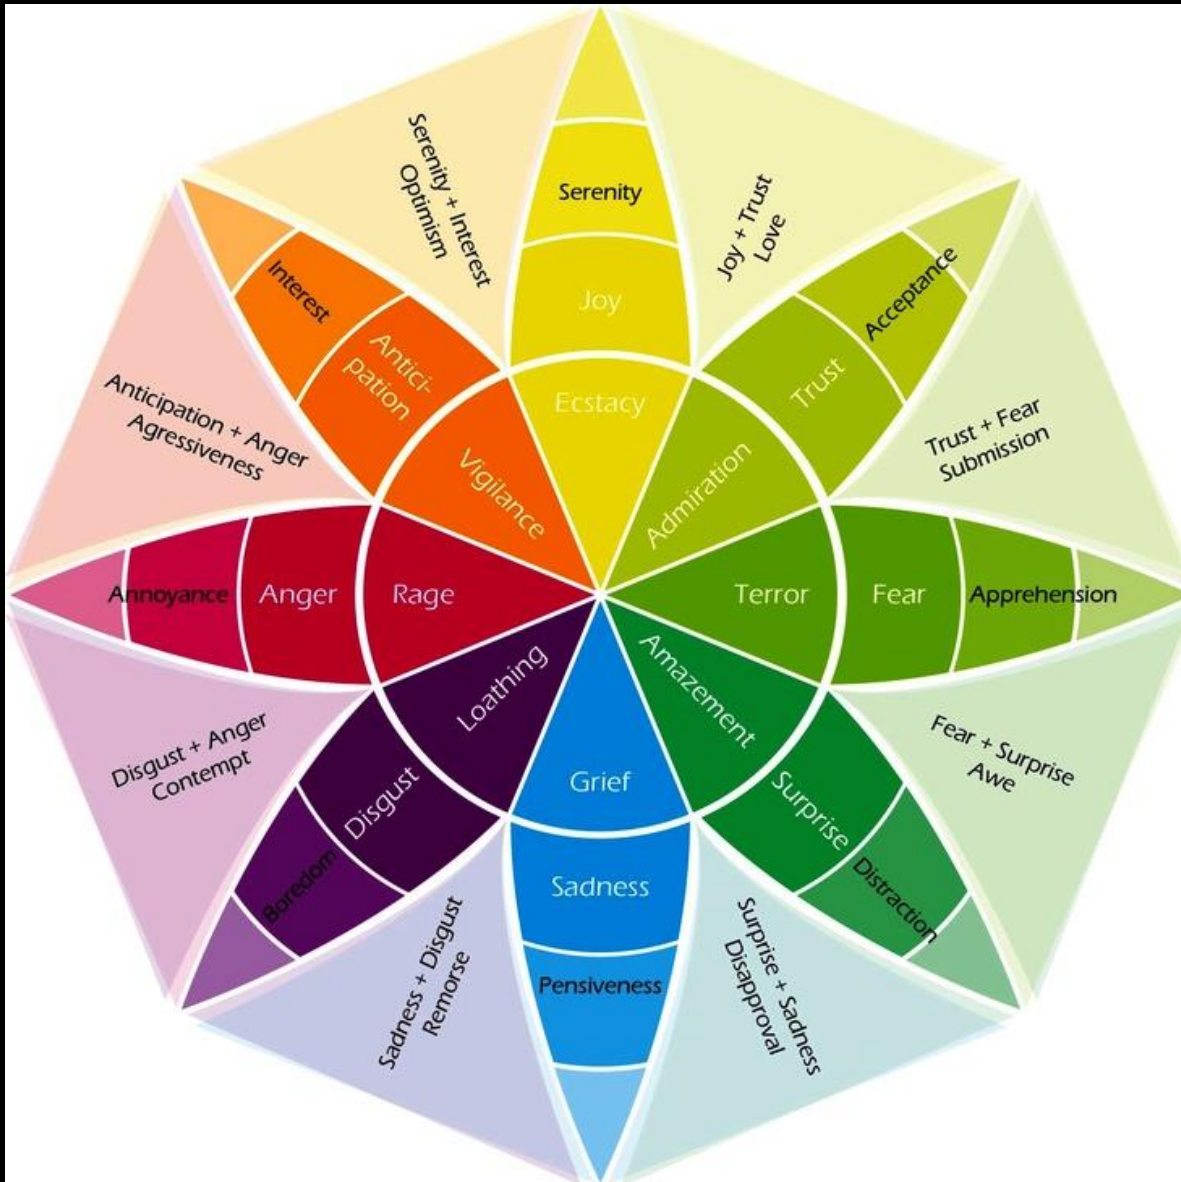 Serenity + Interest
Optimism
Serenity
Joy
Ecstacy
Joy + Trust
Love
Acceptance
Trust
Admiration
Trust + Fear
Submission
Terror
Fear
Apprehension
Fear + Surprise
Awe
Amazement
Surprise
Distraction
Surprise + Sadness
Disapproval
Grief
Sadness
Pensiveness
Sadness + Disgust
Remorse
Loathing
Disgust
Boredom
Disgust + Anger
Contempt
Rage
Anger
Annoyance
Anticipation + Anger
Agressiveness
Interest
Antici-
pation
Vigilance